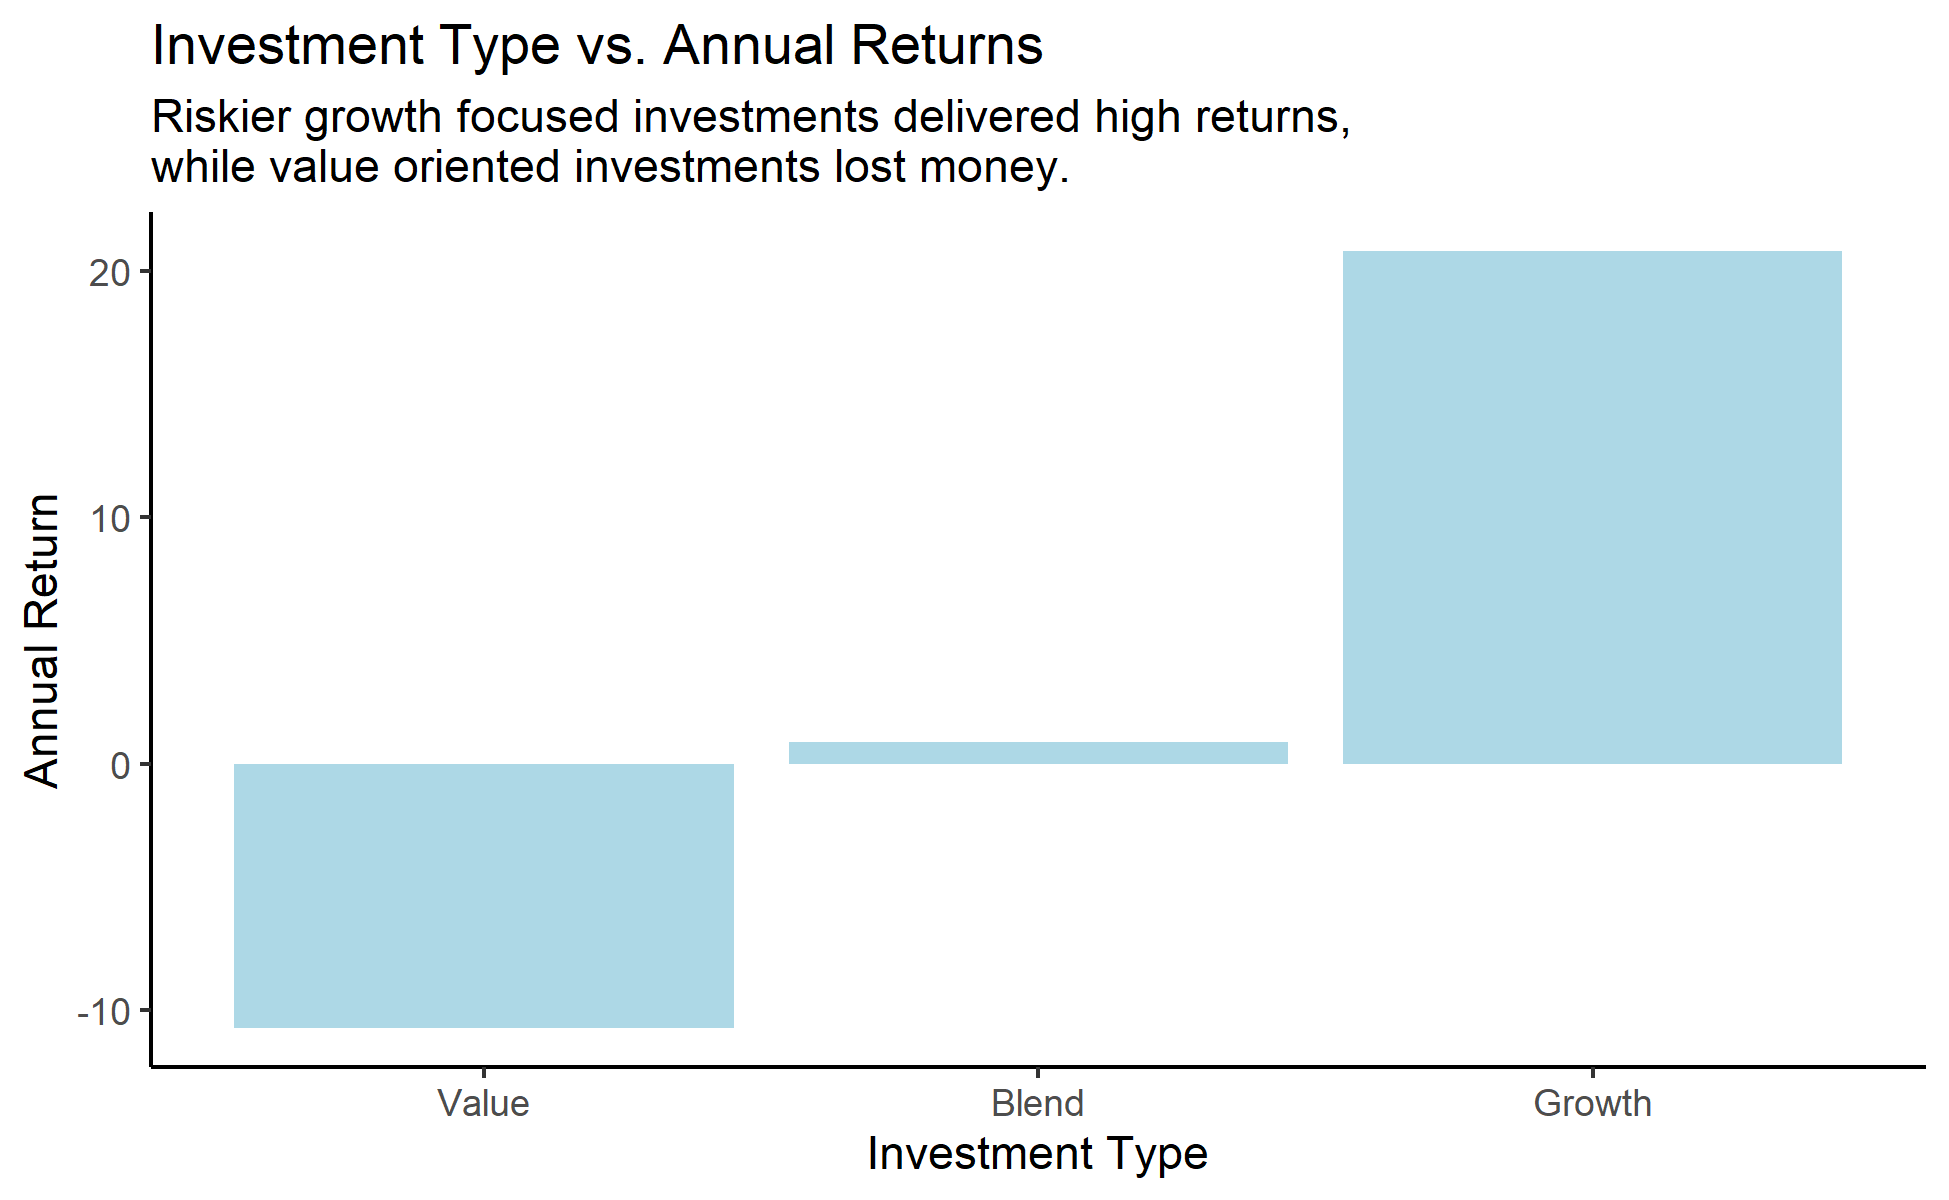 Investment Type vs. Annual Returns
Riskier growth focused investments delivered high returns,
while value oriented investments lost money.
Annual Return
20
10
0
-10
Value
Blend
Growth
Investment Type